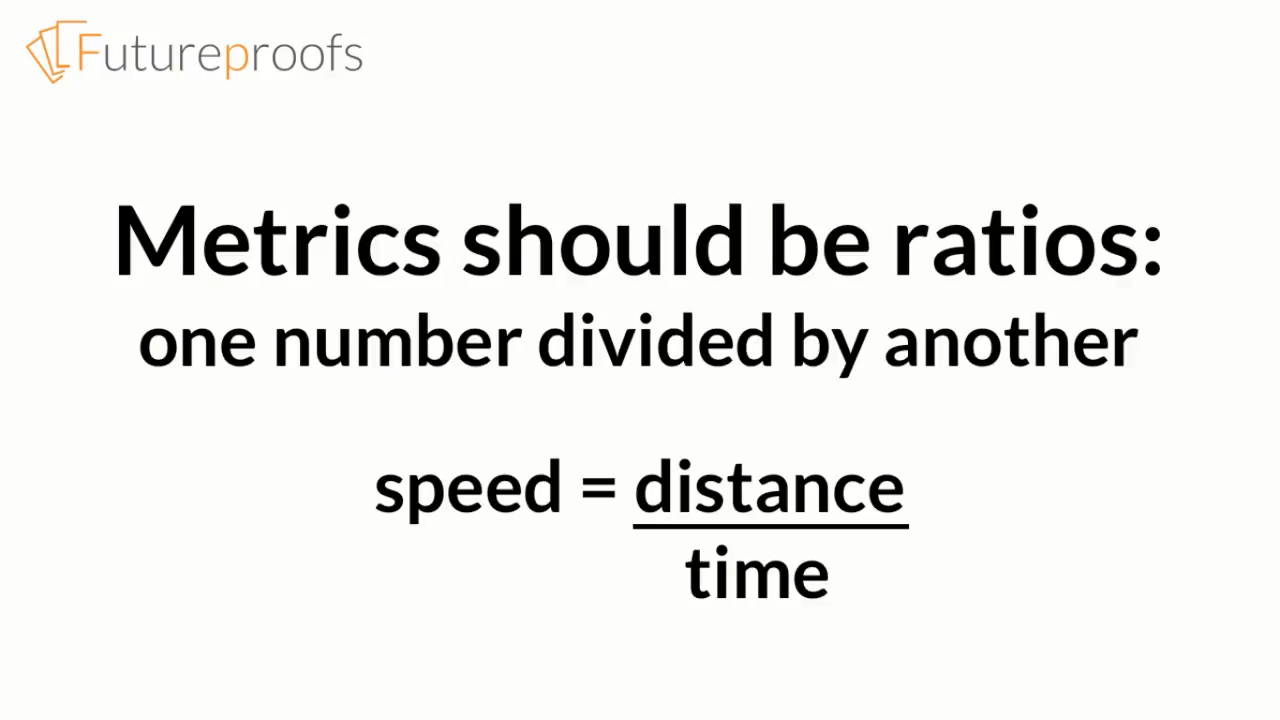 Futureproofs
Metrics should be ratios:
one number divided by another
speed = distance
time